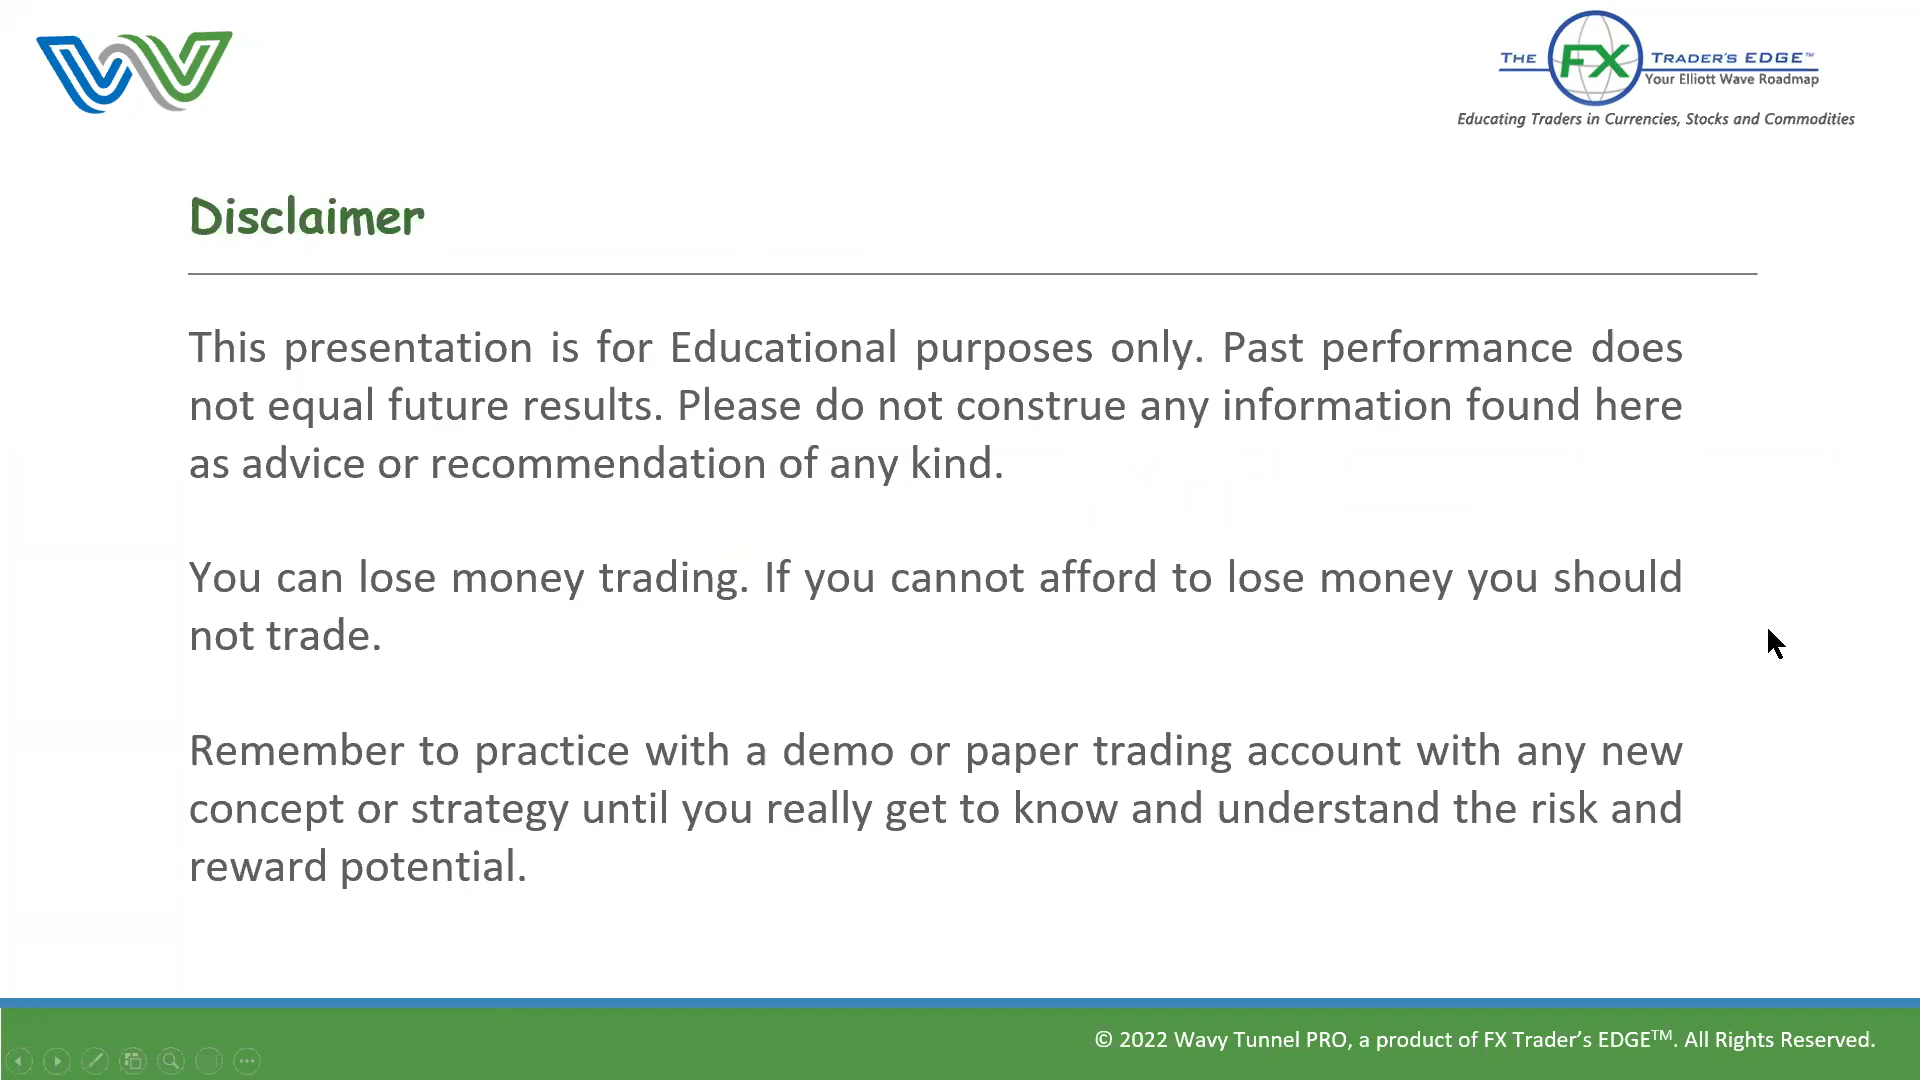 THE FX TRADER'S EDGE™
Your Elliott Wave Roadmap
Educating Traders in Currencies, Stocks and Commodities
Disclaimer
This presentation is for Educational purposes only. Past performance does
not equal future results. Please do not construe any information found here
as advice or recommendation of any kind.
You can lose money trading. If you cannot afford to lose money you should
not trade.
Remember to practice with a demo or paper trading account with any new
concept or strategy until you really get to know and understand the risk and
reward potential.
© 2022 Wavy Tunnel PRO, a product of FX Trader’s EDGE™. All Rights Reserved.